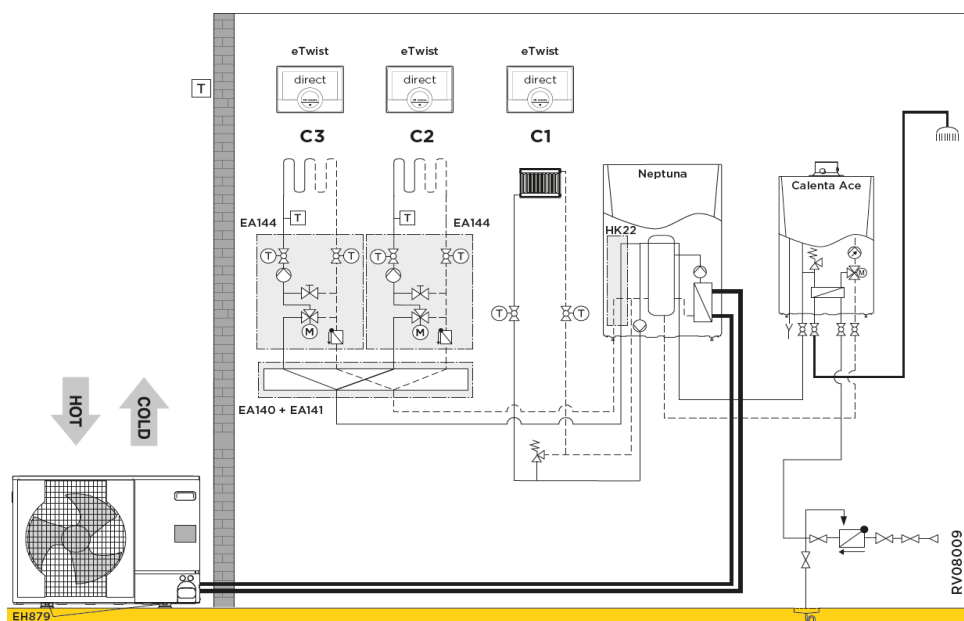 eTwist
eTwist
eTwist
direct
direct
direct
T
C3
C2
C1
Neptuna
Calenta Ace
EA144
T
T
EA144
HK22
T
T
T
T
M
T
T
M
M
EA140 + EA141
HOT
COLD
RV08009
EH879